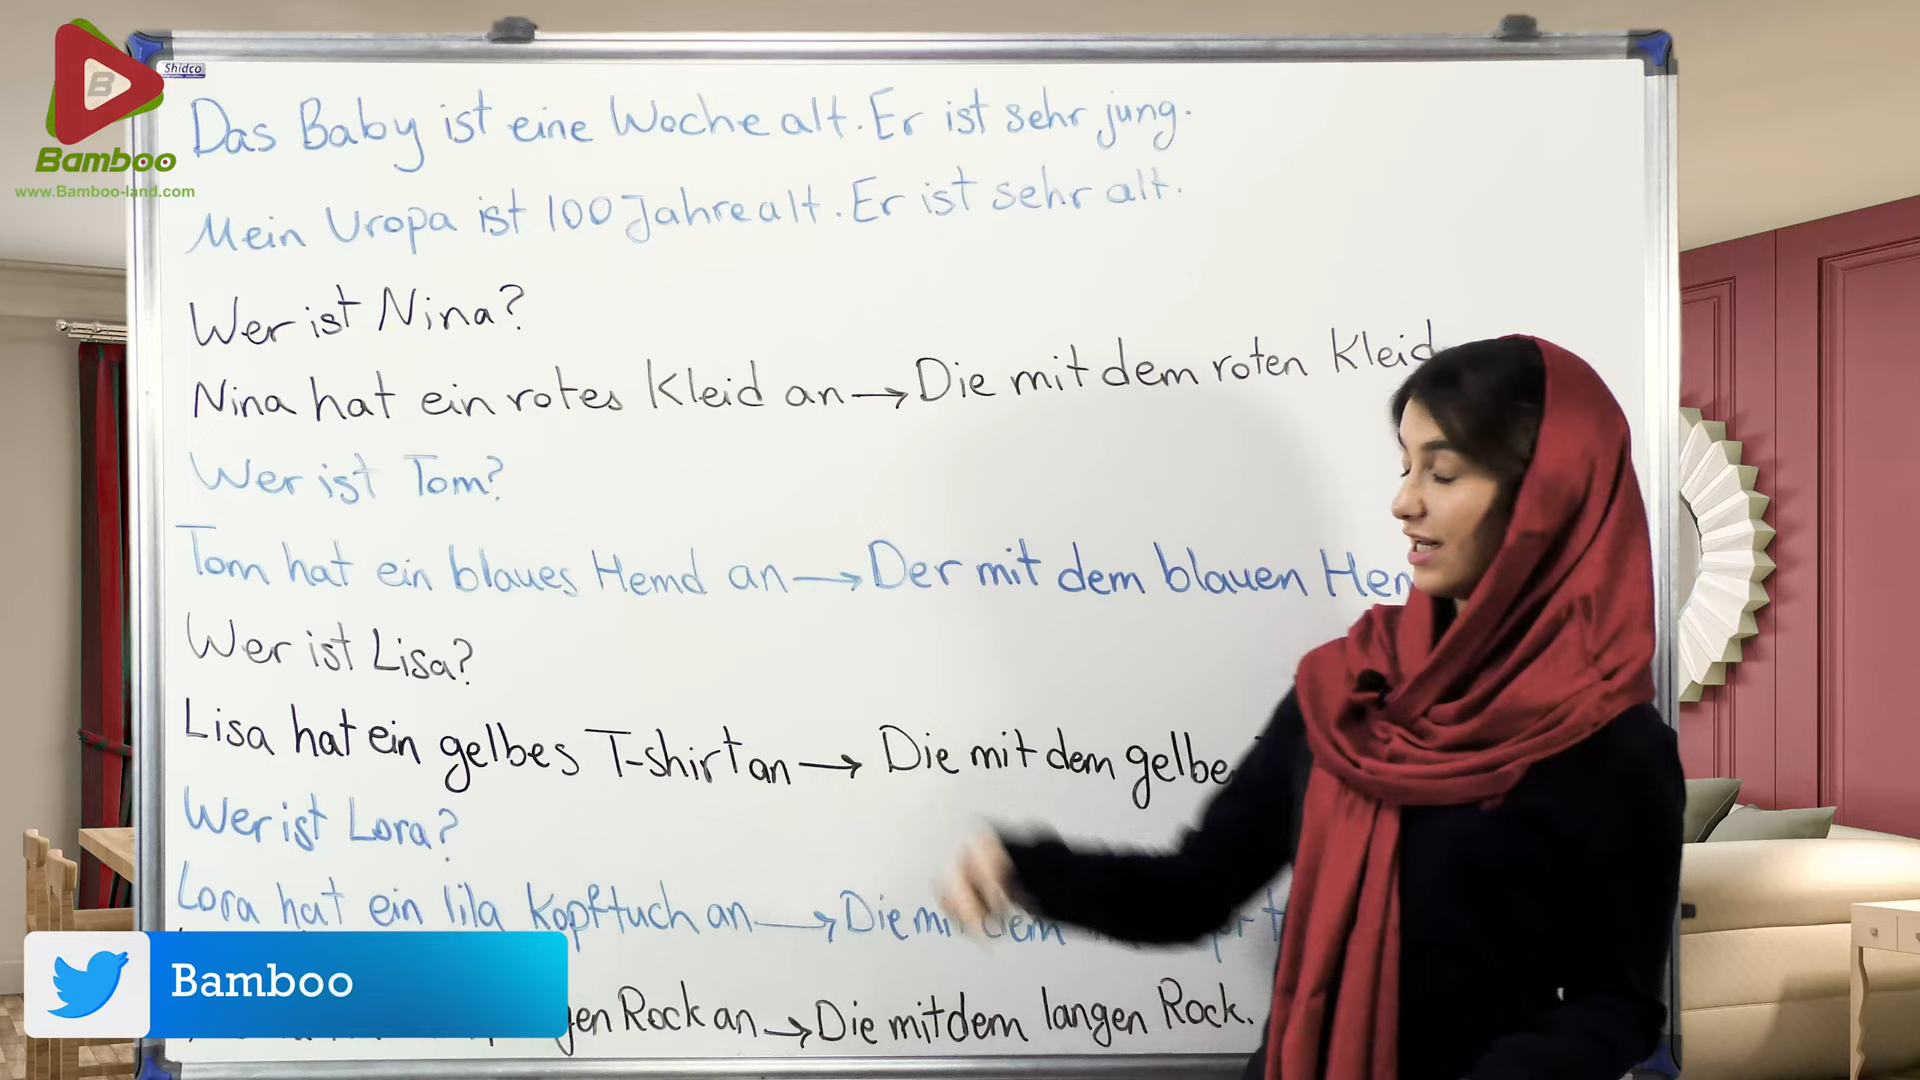 Shidco
B
Bamboo
www.Bamboo-land.com
Das Baby ist eine Woche alt. Er ist sehr jung.
Mein Uropa ist 100 Jahre alt. Er ist sehr alt.
Wer ist Nina?
Nina hat ein rotes Kleid an → Die mit dem roten Kleid
Wer ist Tom?
Tom hat ein blaues Hemd an → Der mit dem blauen
Wer ist Lisa?
Lisa hat ein gelbes T-shirt an → Die mit dem
Wer ist Lora?
Lora hat ein lila Kopftuch an → Die mit dem
Rock an → Die mit dem langen Rock.
Bamboo